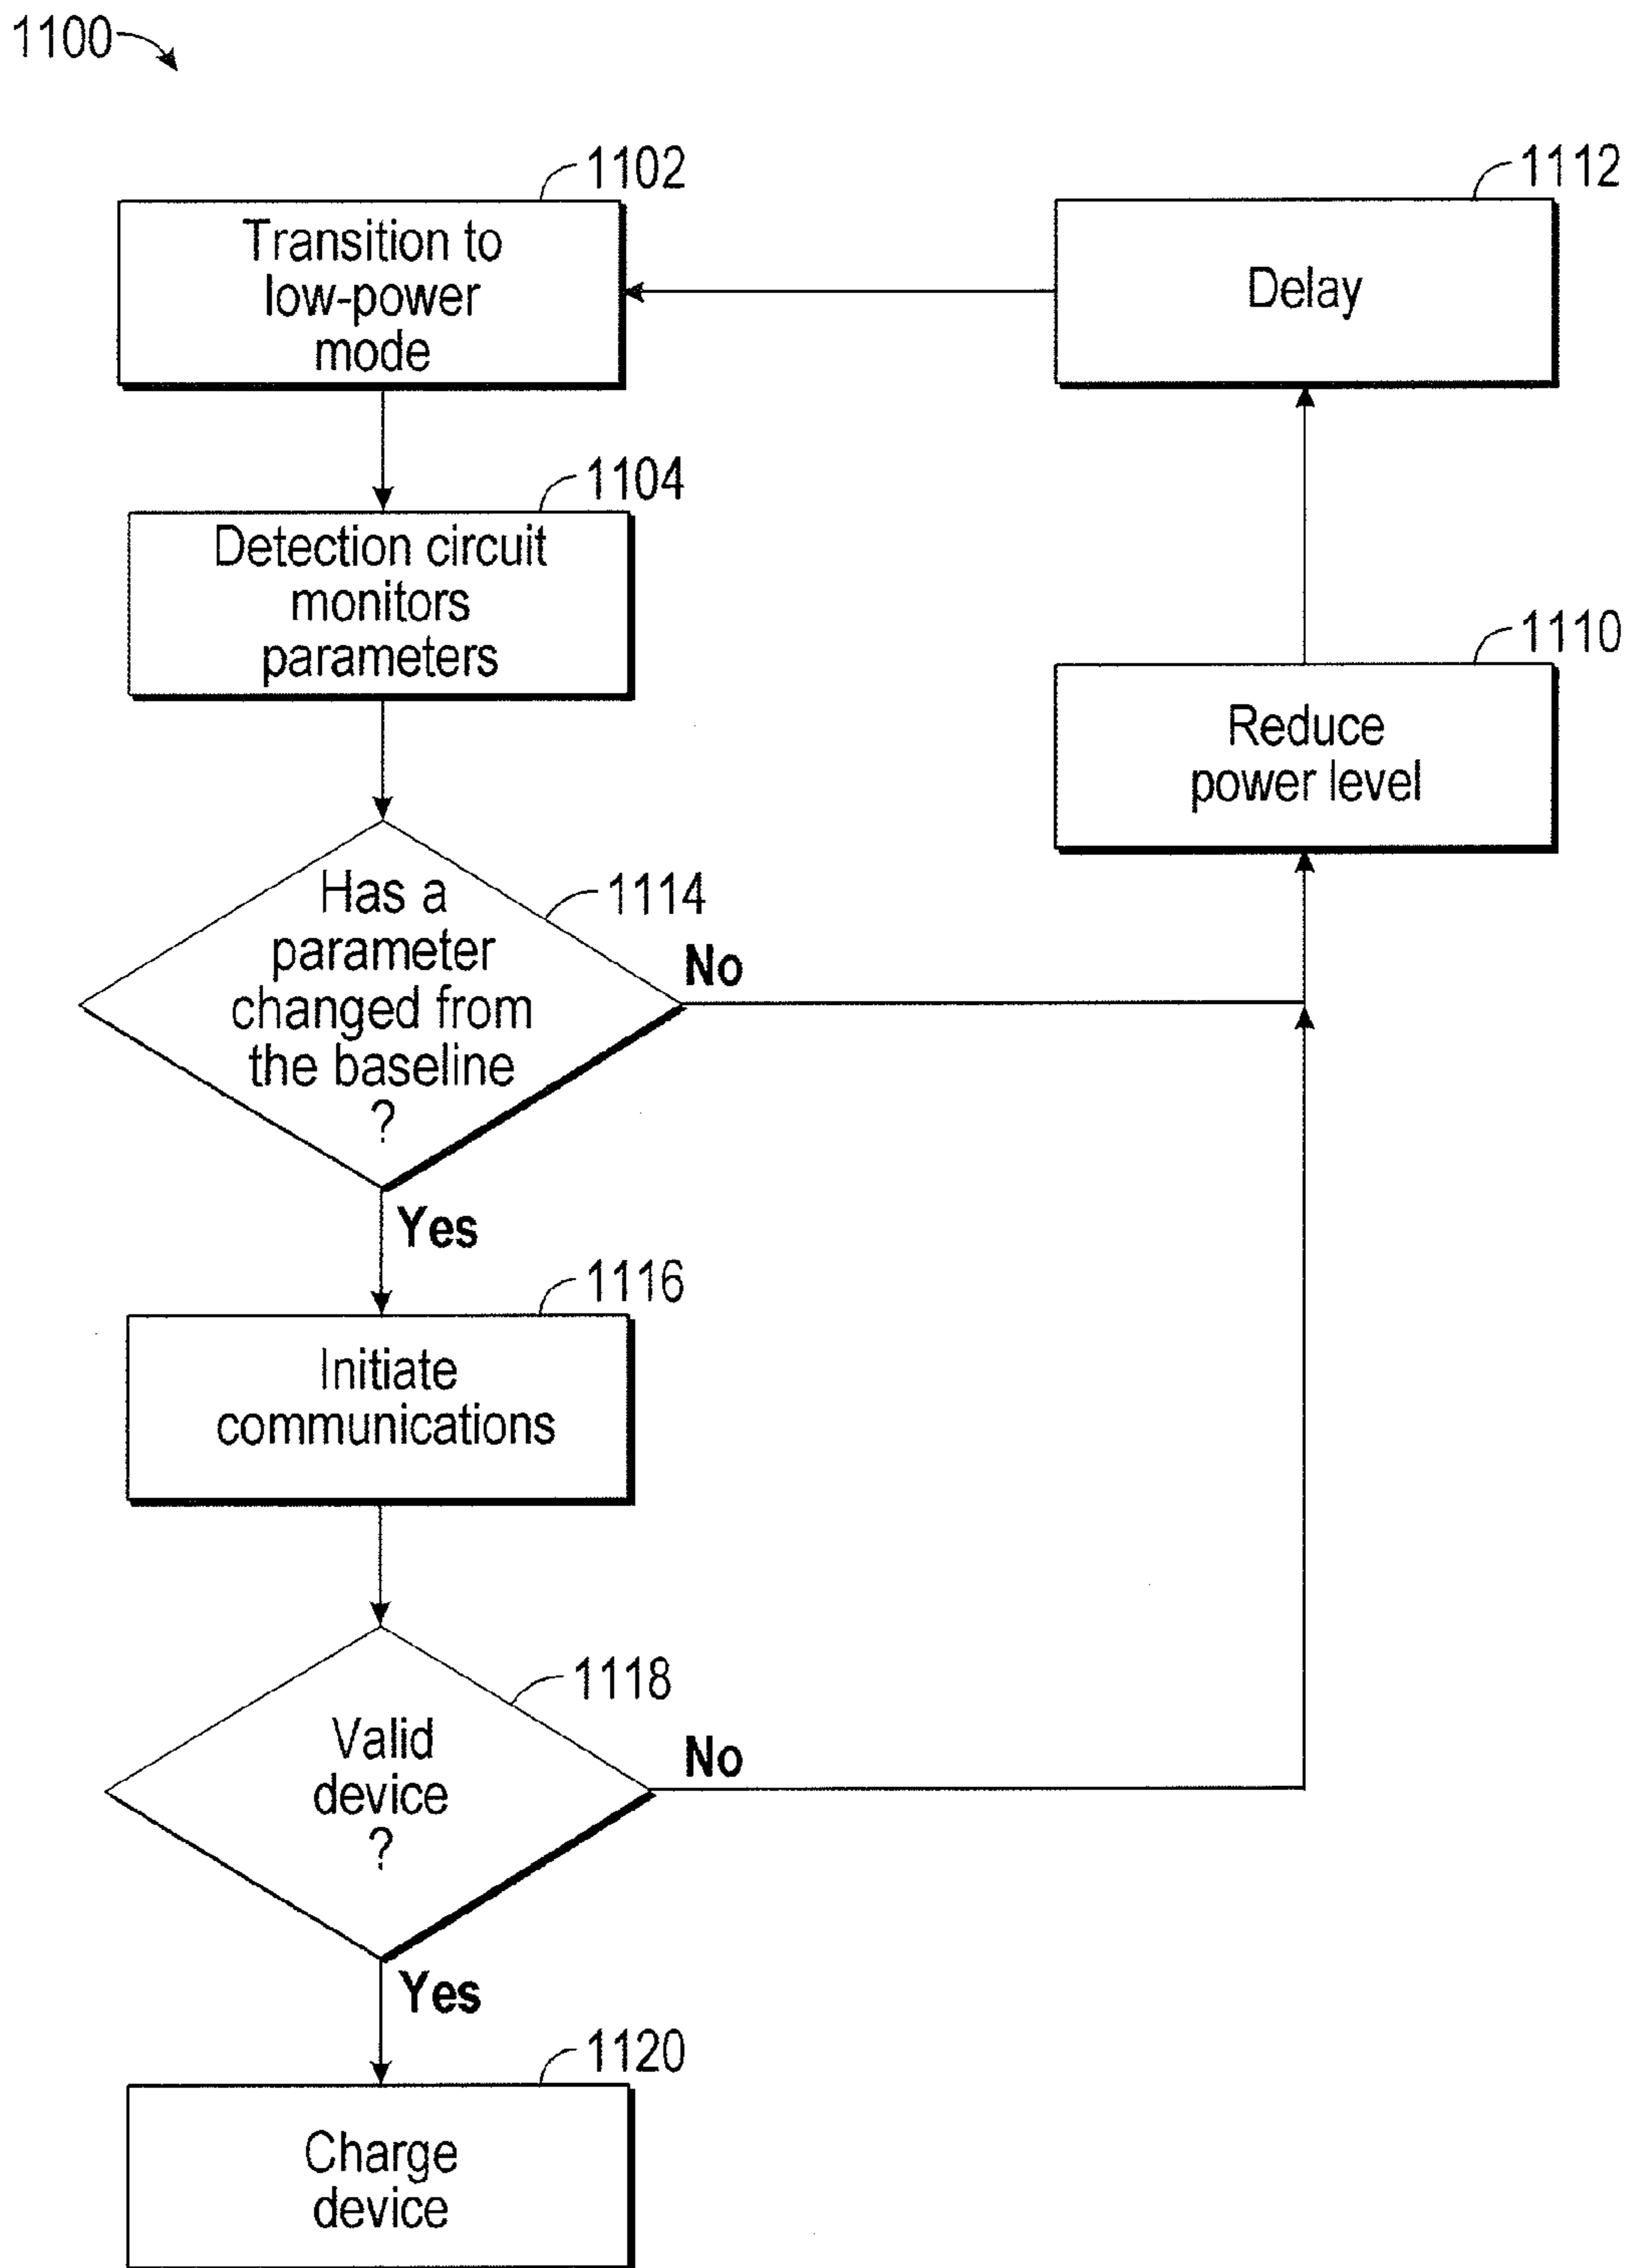 1100
1102
Transition to
low-power
mode
1112
Delay
1104
Detection circuit
monitors
parameters
1110
Reduce
power level
1114
Has a
parameter
changed from
the baseline
?
No
Yes
1116
Initiate
communications
1118
Valid
device
?
No
Yes
1120
Charge
device